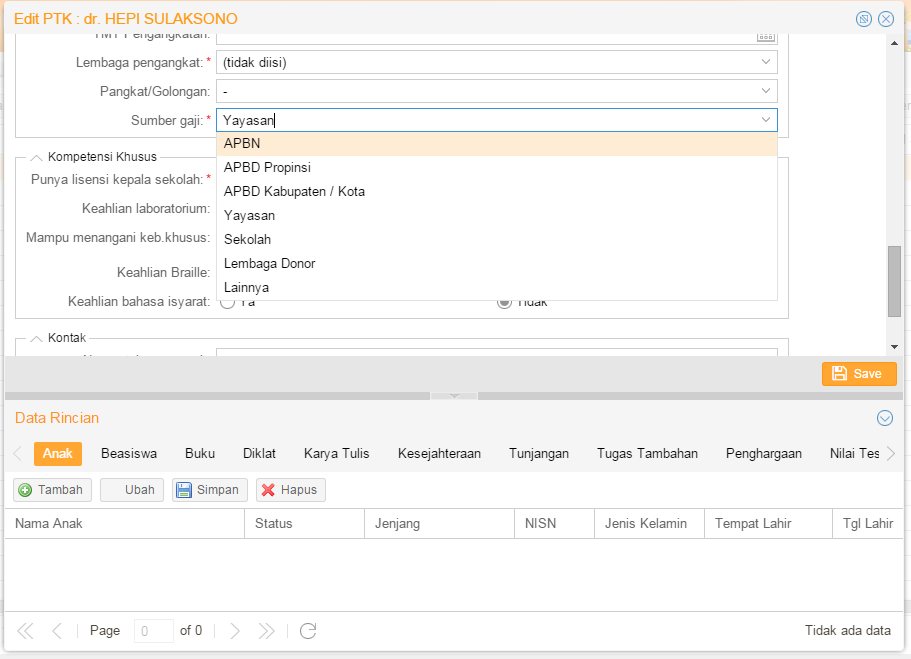 Edit PTK : dr. HEPI SULAKSONO
TMT Pengangkatan:
Lembaga pengangkat: * (tidak diisi)
Pangkat/Golongan: -
Sumber gaji: * Yayasan
APBN
Kompetensi Khusus
APBD Propinsi
Punya lisensi kepala sekolah: *
APBD Kabupaten / Kota
Keahlian laboratorium:
Yayasan
Mampu menangani keb.khusus:
Sekolah
Lembaga Donor
Keahlian Braille:
Lainnya
Keahlian bahasa isyarat: Ya Tidak
Kontak
Save
Data Rincian
Anak Beasiswa Buku Diklat Karya Tulis Kesejahteraan Tunjangan Tugas Tambahan Penghargaan Nilai Tes
Tambah Ubah Simpan Hapus
Nama Anak Status Jenjang NISN Jenis Kelamin Tempat Lahir Tgl Lahir
Page 0 of 0 Tidak ada data